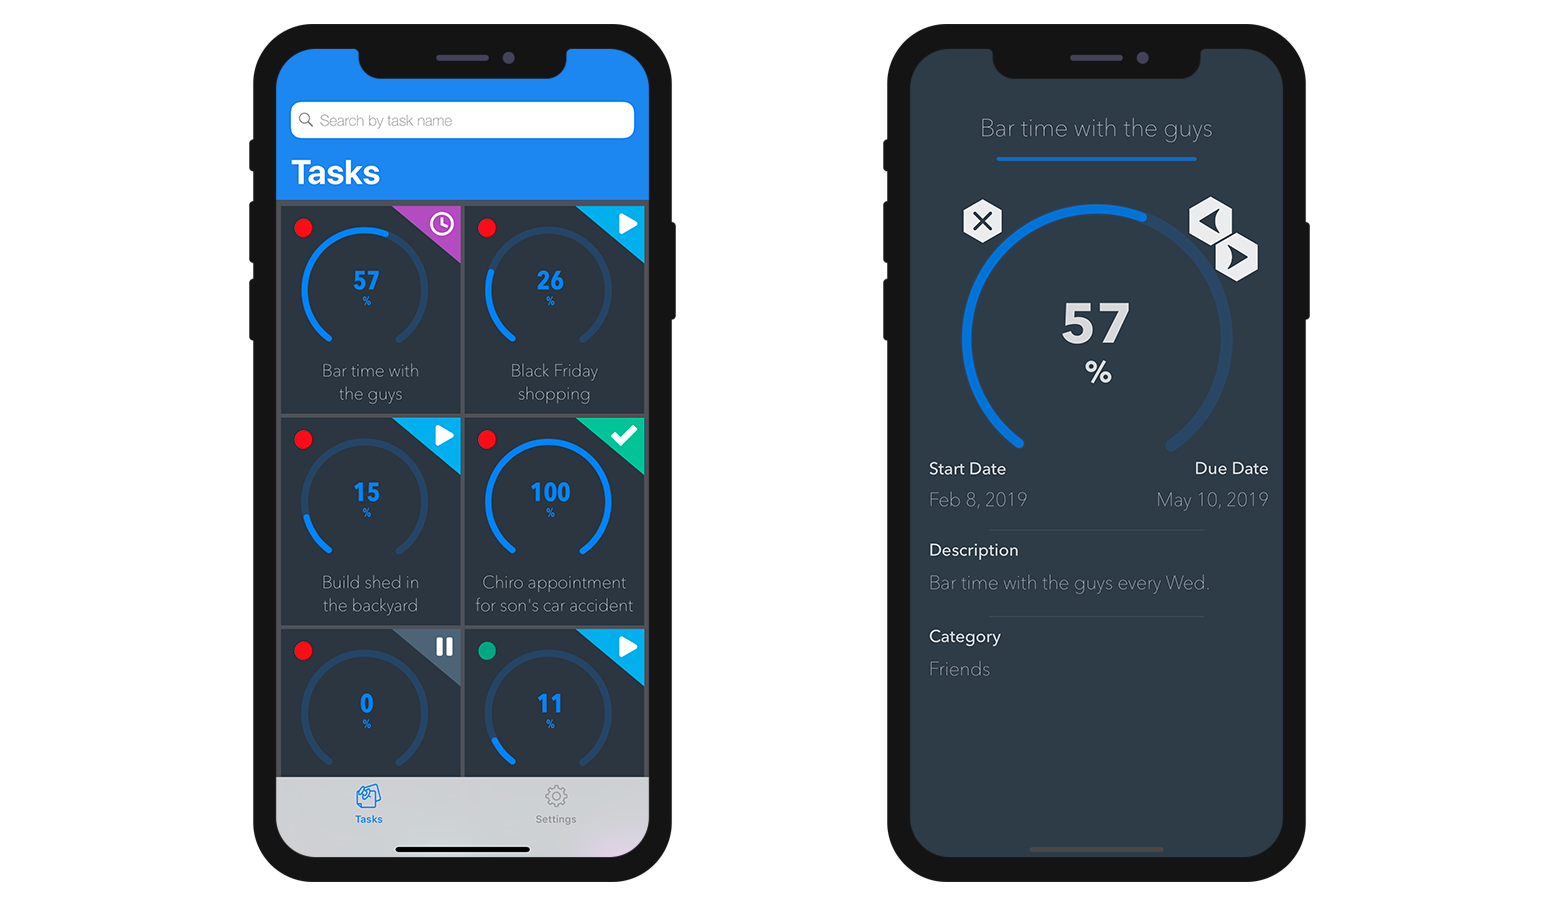 Search by task name
Tasks
57
%
Bar time with
the guys
26
%
Black Friday
shopping
15
%
Build shed in
the backyard
100
%
Chiro appointment
for son's car accident
0
%
11
%
Tasks
Settings
Bar time with the guys
57
%
Start Date
Due Date
Feb 8, 2019
May 10, 2019
Description
Bar time with the guys every Wed.
Category
Friends